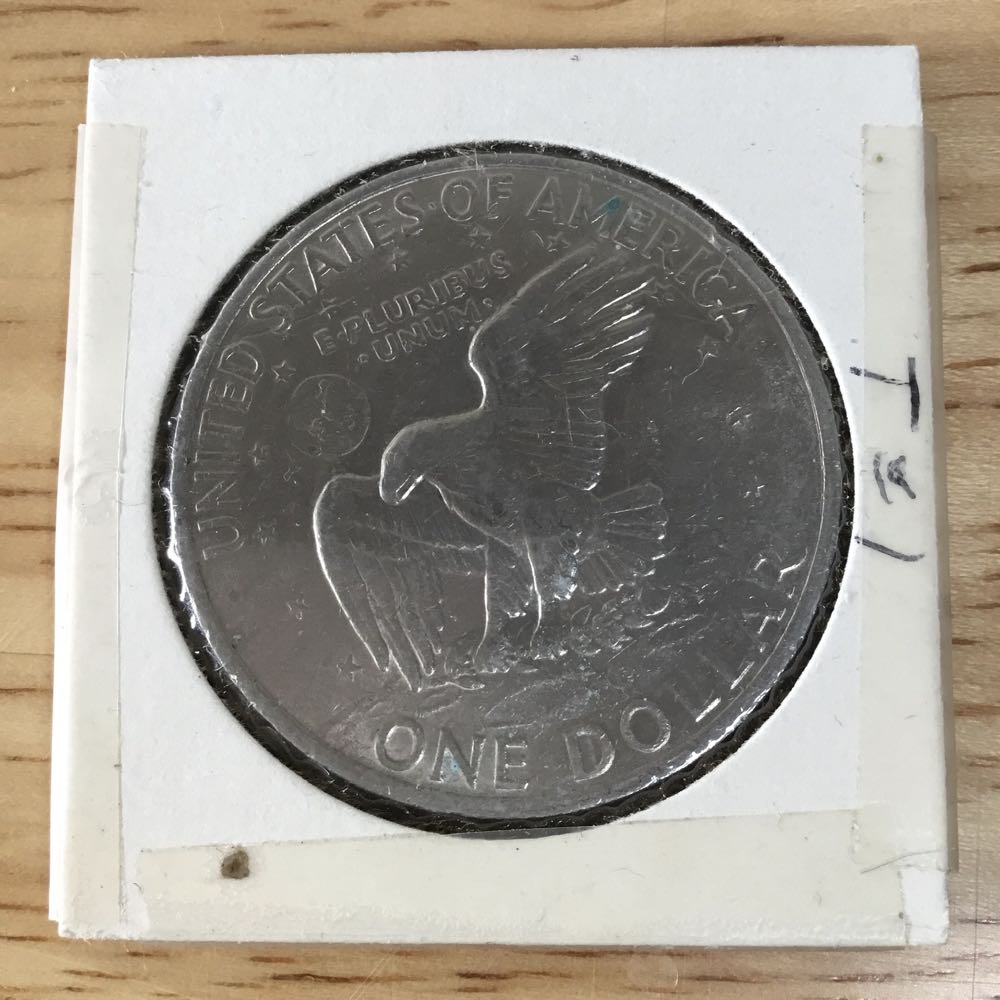 UNITED STATES·OF AMERICA
E·PLURIBUS
·UNUM·
ONE DOLLAR